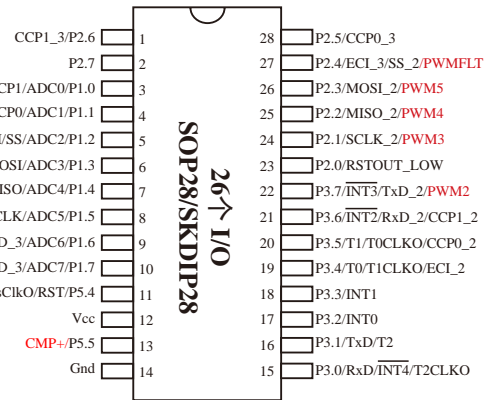 CCP1_3/P2.6 1 28 P2.5/CCP0_3
P2.7 2 27 P2.4/ECI_3/SS_2/PWMFLT
CP1/ADC0/P1.0 3 26 P2.3/MOSI_2/PWM5
CP0/ADC1/P1.1 4 25 P2.2/MISO_2/PWM4
I/SS/ADC2/P1.2 5 24 P2.1/SCLK_2/PWM3
OSI/ADC3/P1.3 6 23 P2.0/RSTOUT_LOW
ISO/ADC4/P1.4 7 22 P3.7/INT3/TxD_2/PWM2
CLK/ADC5/P1.5 8 21 P3.6/INT2/RxD_2/CCP1_2
D_3/ADC6/P1.6 9 20 P3.5/T1/T0CLKO/CCP0_2
D_3/ADC7/P1.7 10 19 P3.4/T0/T1CLKO/ECI_2
sClkO/RST/P5.4 11 18 P3.3/INT1
Vcc 12 17 P3.2/INT0
CMP+/P5.5 13 16 P3.1/TxD/T2
Gnd 14 15 P3.0/RxD/INT4/T2CLKO
26个 I/O
SOP28/SKDIP28